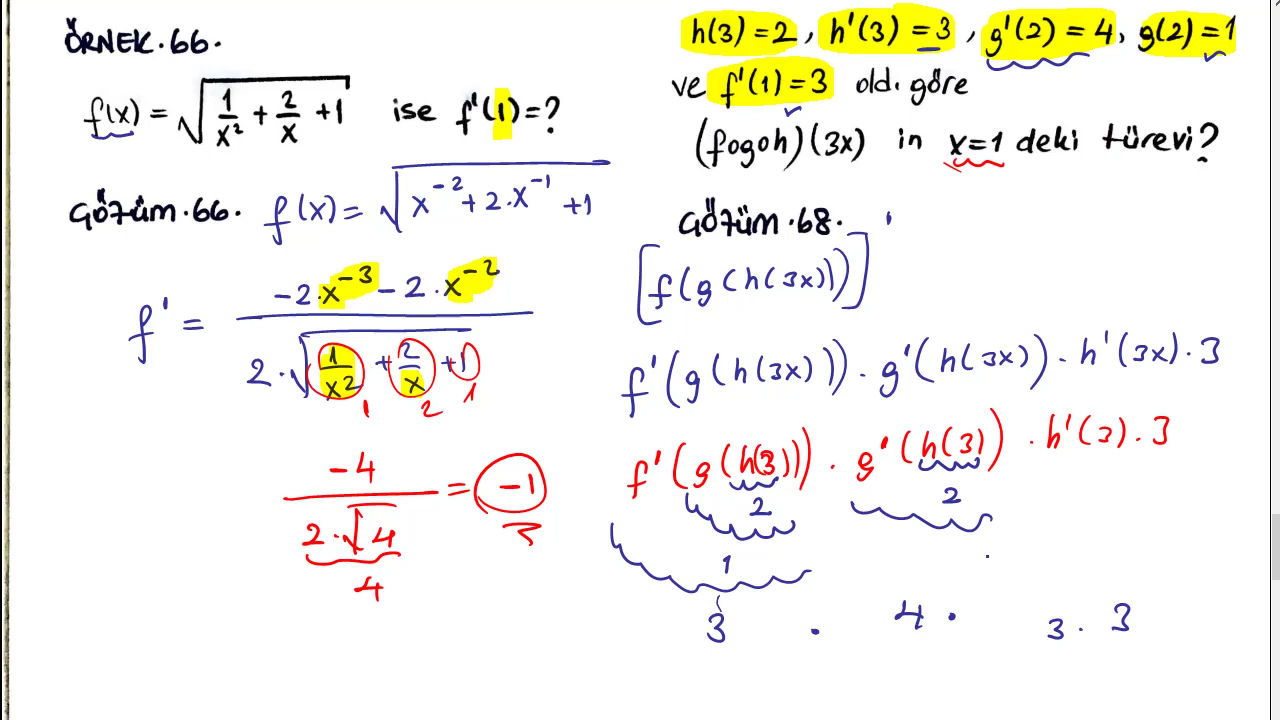 ÖRNEK.66.
f(x) = √(1/x² + 2/x + 1) ise f'(1)=?
ÇÖZÜM.66. f(x) = √(x⁻² + 2.x⁻¹ + 1)
f' = (-2.x⁻³ - 2.x⁻²) / (2.√(1/x² + 2/x + 1))
1 2 1
-4 / (2.√4) = -1
4
h(3)=2, h'(3)=3, g'(2)=4, g(2)=1
ve f'(1)=3 old. göre
(fogoh)(3x) in x=1 deki türevi?
ÇÖZÜM.68.
[f(g(h(3x)))]'
f'(g(h(3x))).g'(h(3x)).h'(3x).3
f'(g(h(3))).g'(h(3)).h'(3).3
2 2
1
3 . 4 . 3 . 3